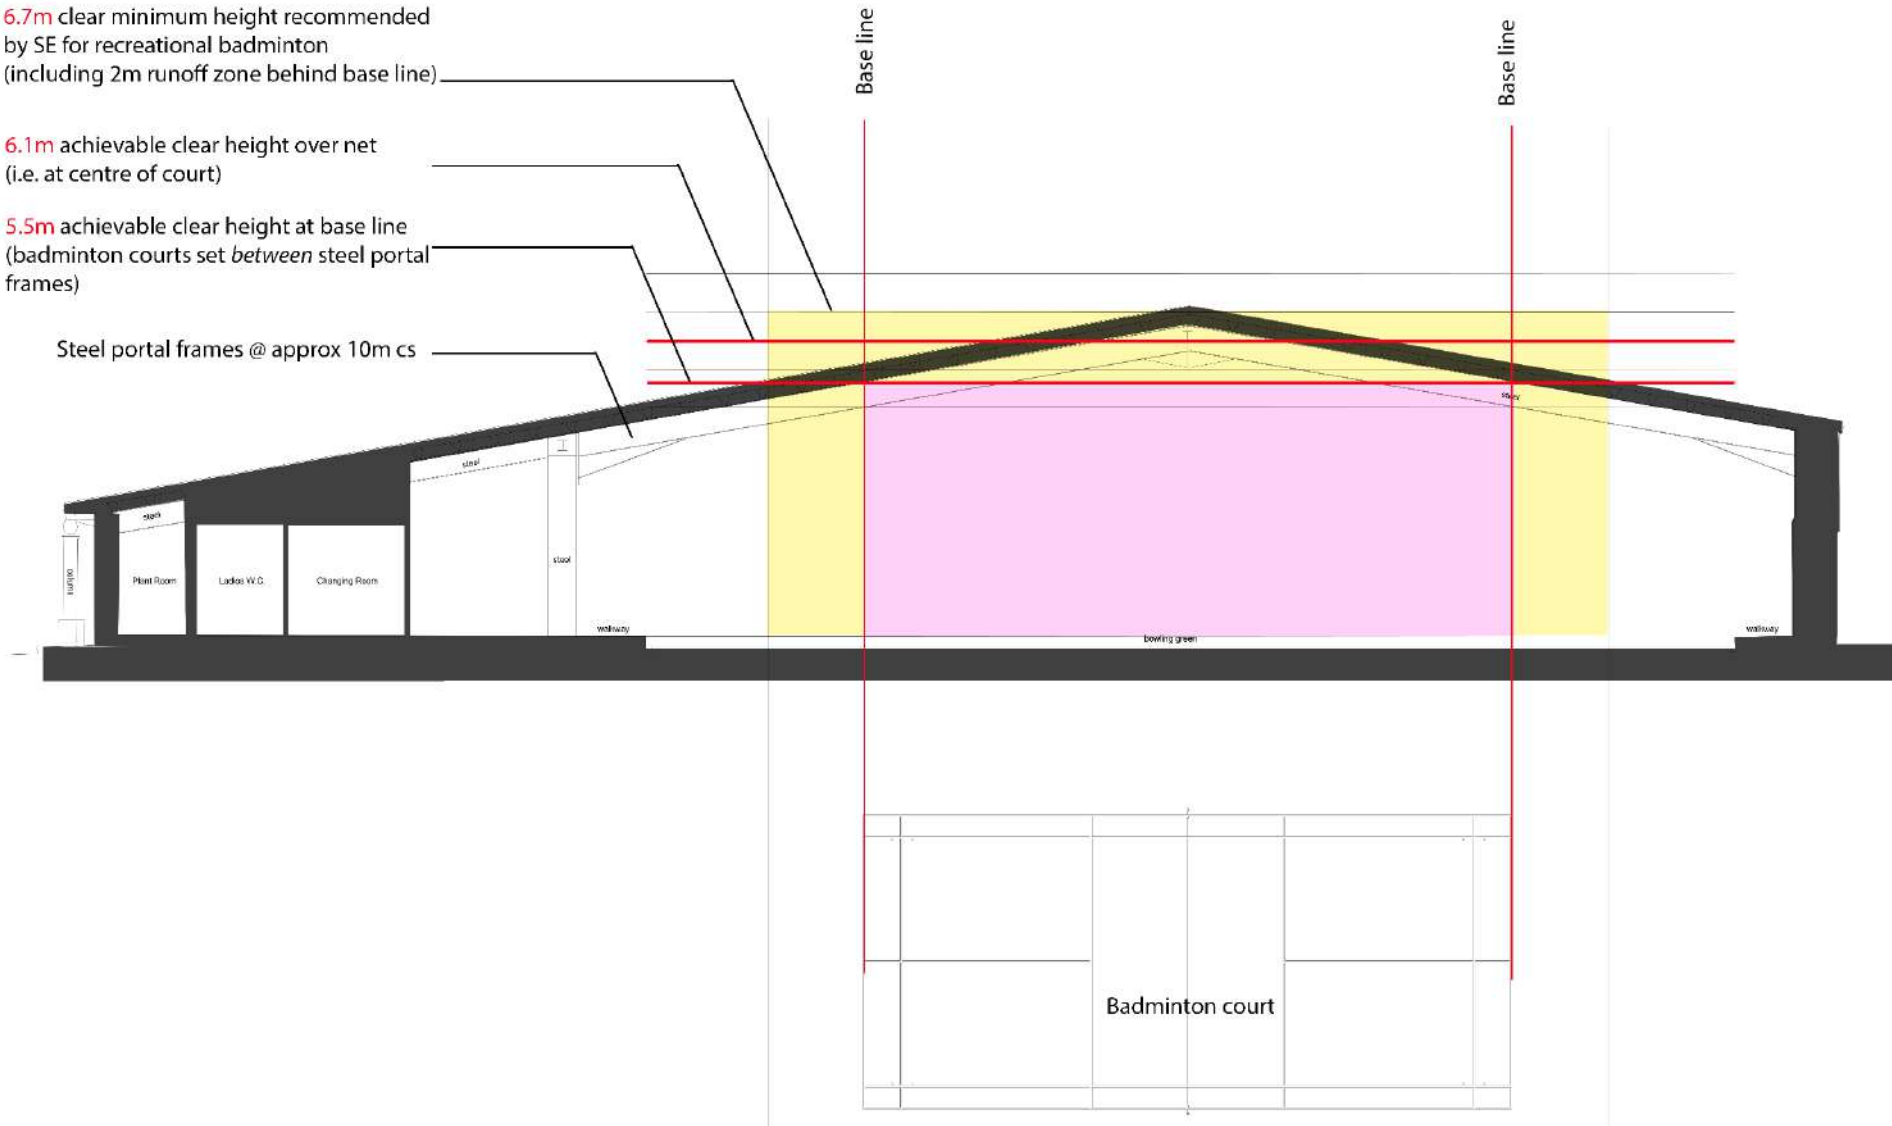 6.7m clear minimum height recommended
by SE for recreational badminton
(including 2m runoff zone behind base line)
Base line
Base line
6.1m achievable clear height over net
(i.e. at centre of court)
5.5m achievable clear height at base line
(badminton courts set between steel portal
frames)
Steel portal frames @ approx 10m cs
steel
steel
steel
steel
Plant Room
Ladies W.C.
Changing Room
walkway
bowling green
walkway
Badminton court